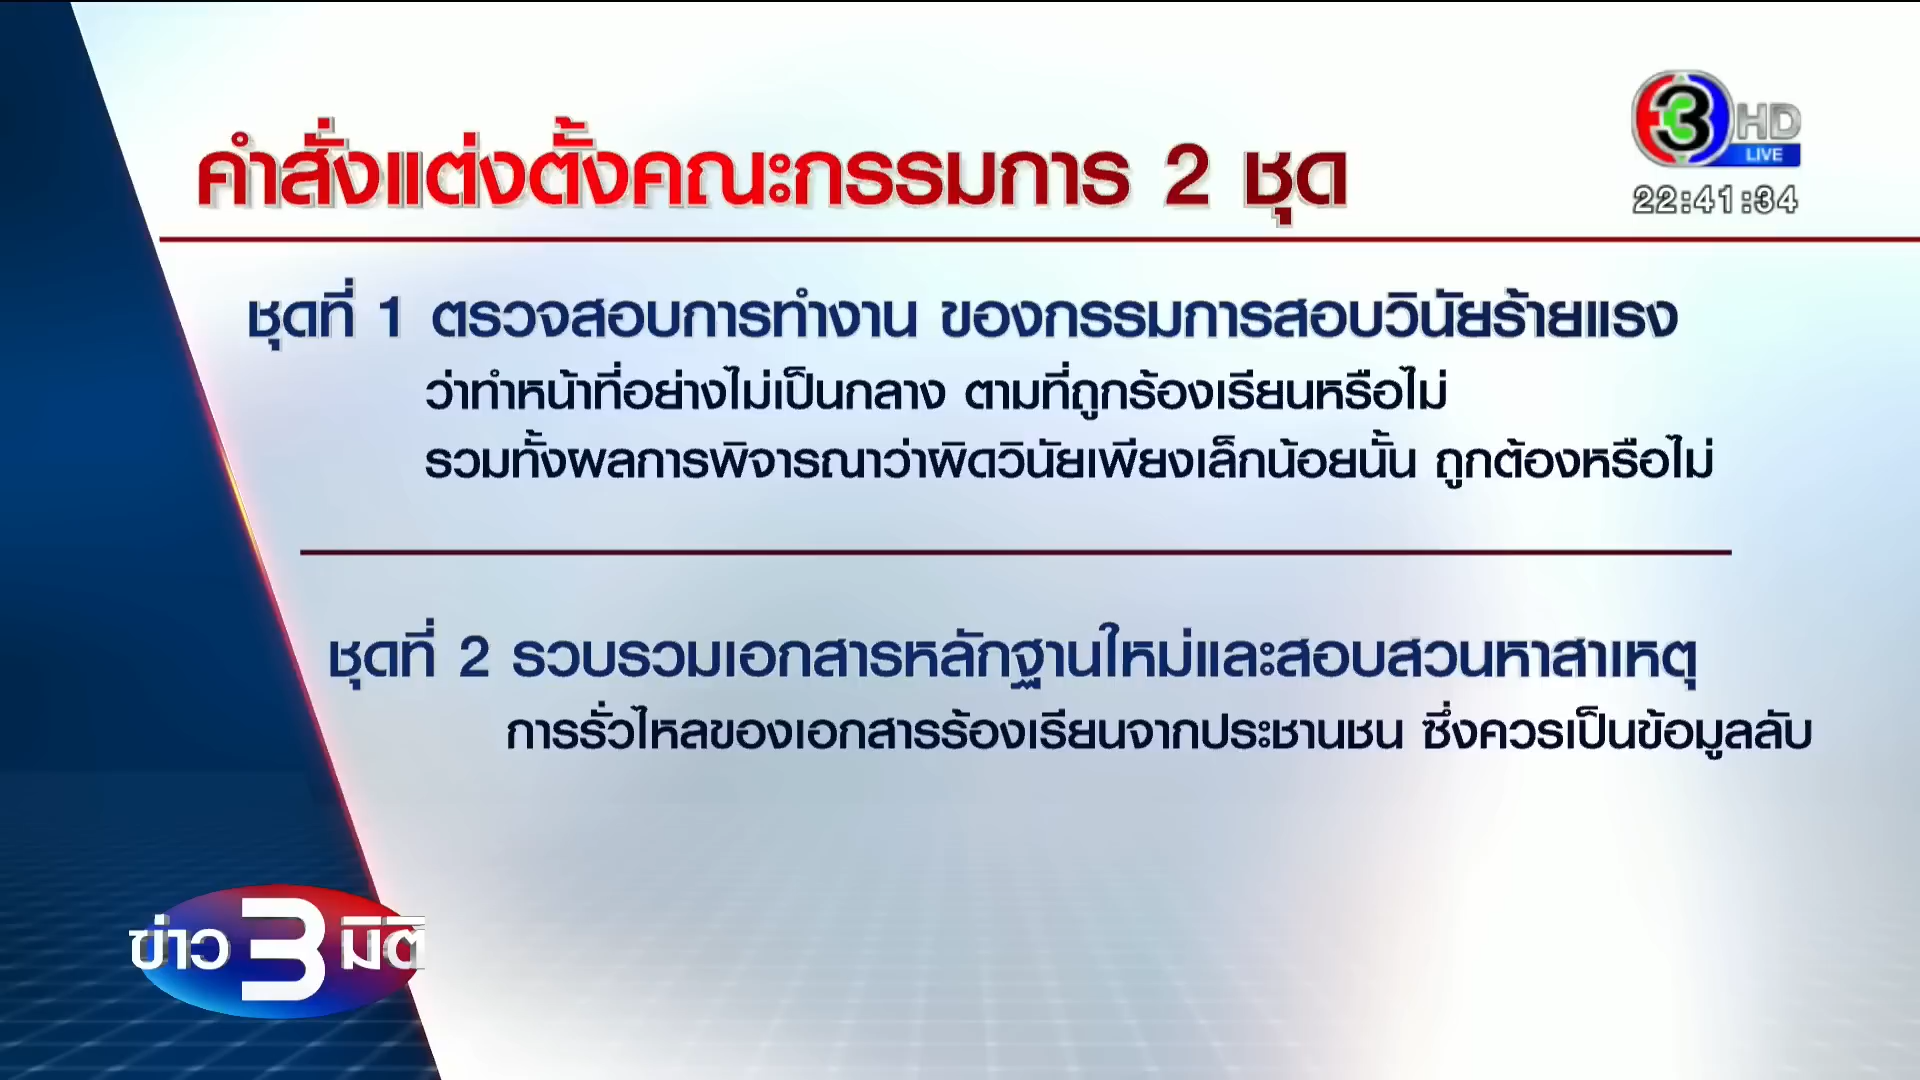 คำสั่งแต่งตั้งคณะกรรมการ 2 ชุด
3 HD
LIVE
22:41:34
ชุดที่ 1 ตรวจสอบการทำงาน ของกรรมการสอบวินัยร้ายแรง
ว่าทำหน้าที่อย่างไม่เป็นกลาง ตามที่ถูกร้องเรียนหรือไม่
รวมทั้งผลการพิจารณาว่าผิดวินัยเพียงเล็กน้อยนั้น ถูกต้องหรือไม่
ชุดที่ 2 รวบรวมเอกสารหลักฐานใหม่และสอบสวนหาสาเหตุ
การรั่วไหลของเอกสารร้องเรียนจากประชานชน ซึ่งควรเป็นข้อมูลลับ
ข่าว 3 มิติ